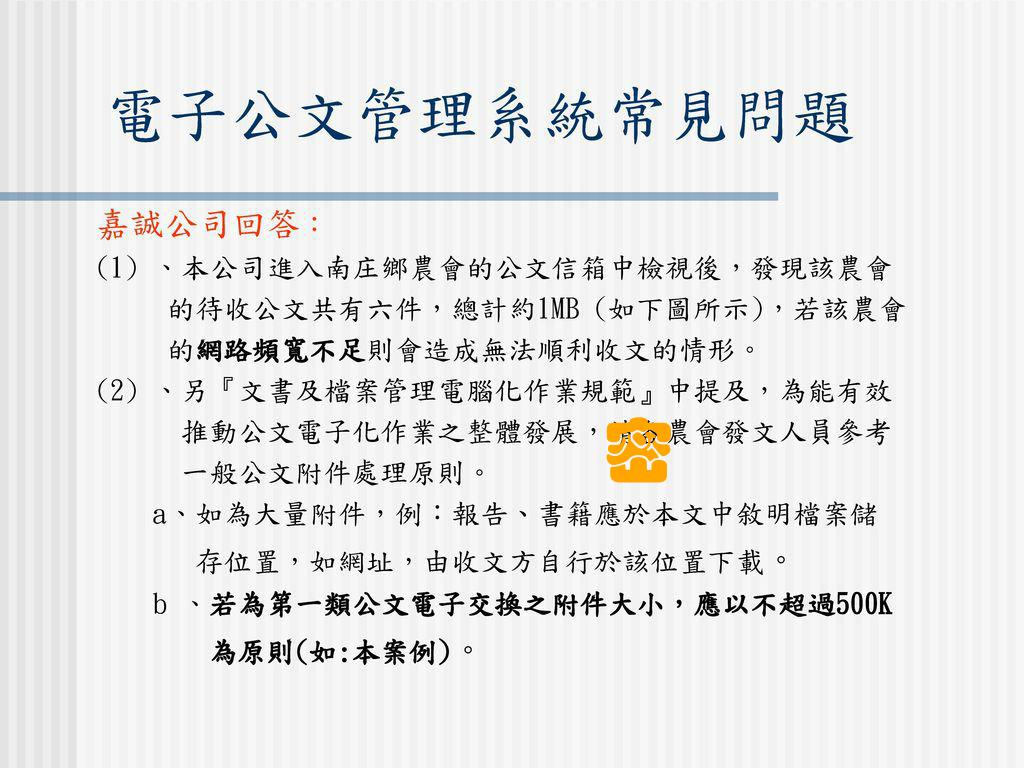 電子公文管理系統常見問題
嘉誠公司回答：
(1)、本公司進入南庄鄉農會的公文信箱中檢視後，發現該農會
的待收公文共有六件，總計約1MB (如下圖所示)，若該農會
的網路頻寬不足則會造成無法順利收文的情形。
(2)、另『文書及檔案管理電腦化作業規範』中提及，為能有效
推動公文電子化作業之整體發展，農會發文人員參考
一般公文附件處理原則。
a、如為大量附件，例：報告、書籍應於本文中敘明檔案儲
存位置，如網址，由收文方自行於該位置下載。
b、若為第一類公文電子交換之附件大小，應以不超過500K
為原則(如:本案例)。